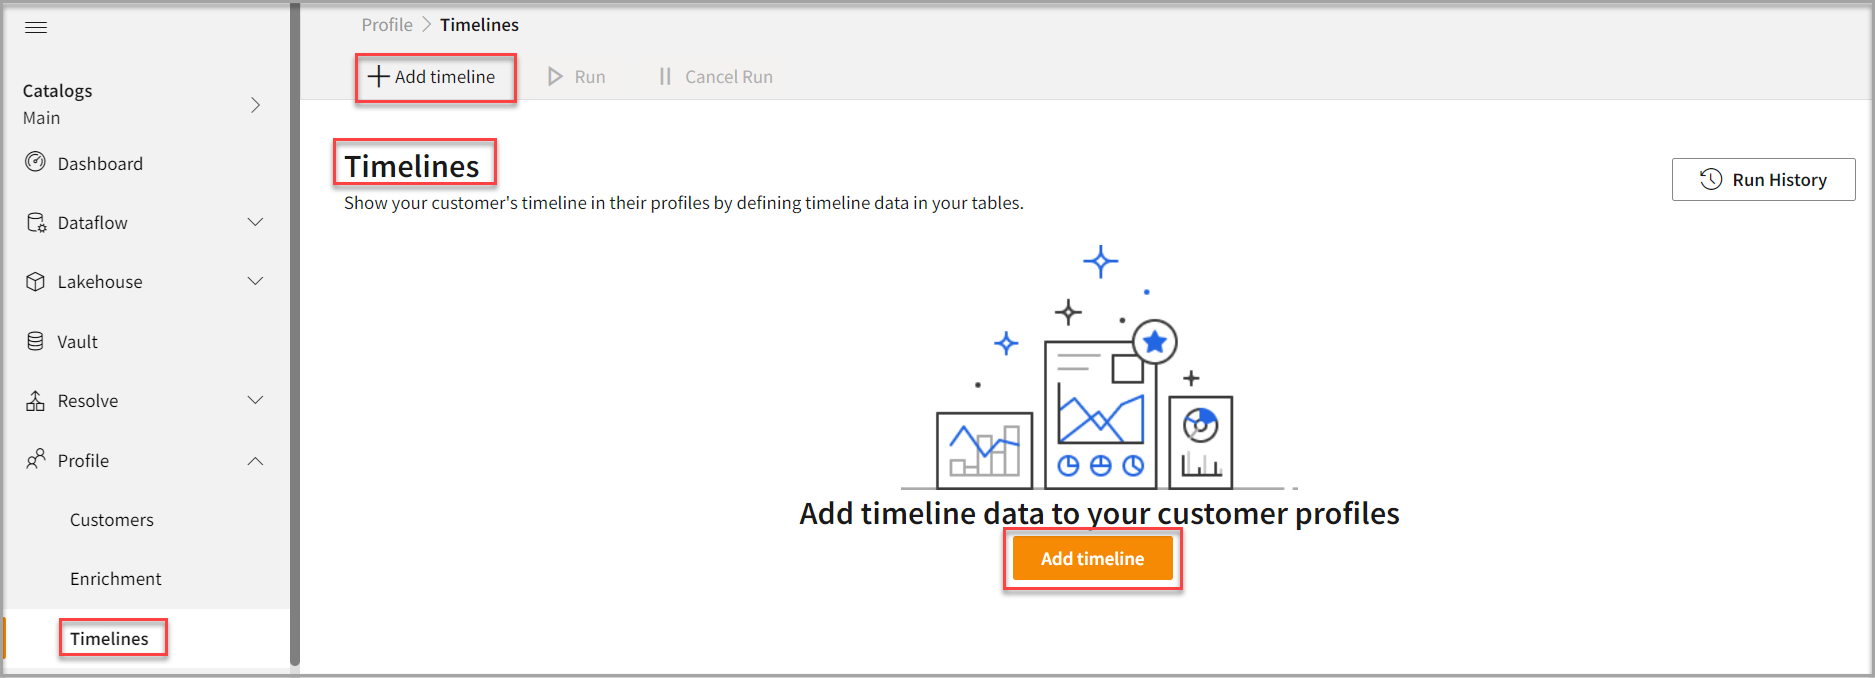 Catalogs
Main
Dashboard
Dataflow
Lakehouse
Vault
Resolve
Profile
Customers
Enrichment
Timelines
Profile > Timelines
Add timeline
Run
Cancel Run
Timelines
Show your customer's timeline in their profiles by defining timeline data in your tables.
Run History
Add timeline data to your customer profiles
Add timeline